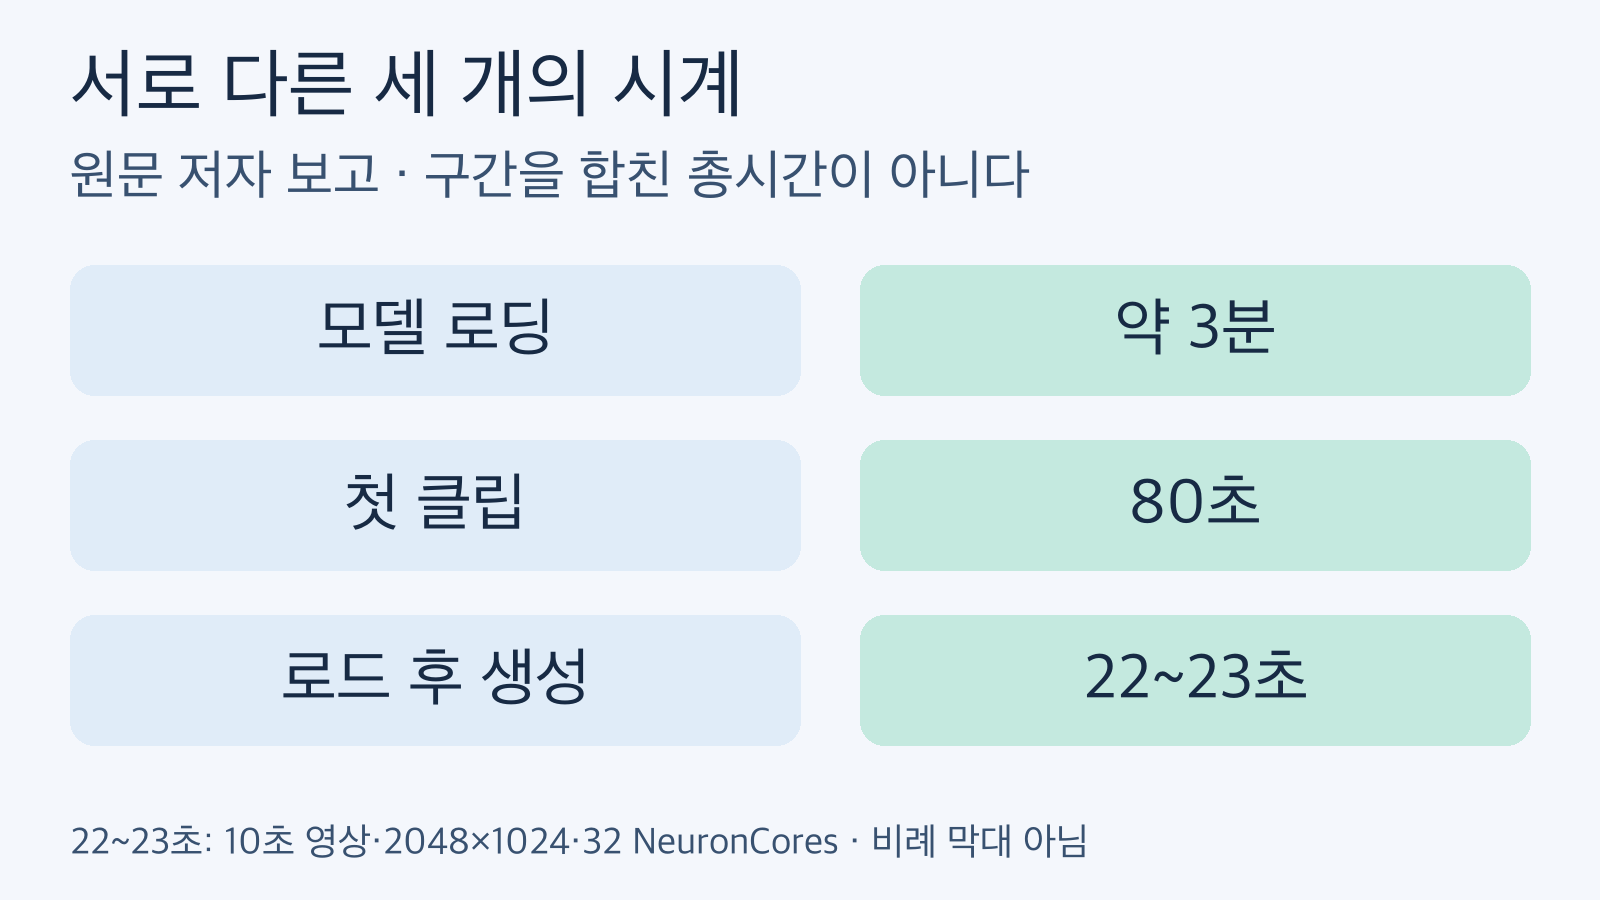 서로 다른 세 개의 시계
원문 저자 보고 · 구간을 합친 총시간이 아니다
모델 로딩
약 3분
첫 클립
80초
로드 후 생성
22~23초
22~23초: 10초 영상·2048×1024·32 NeuronCores · 비례 막대 아님